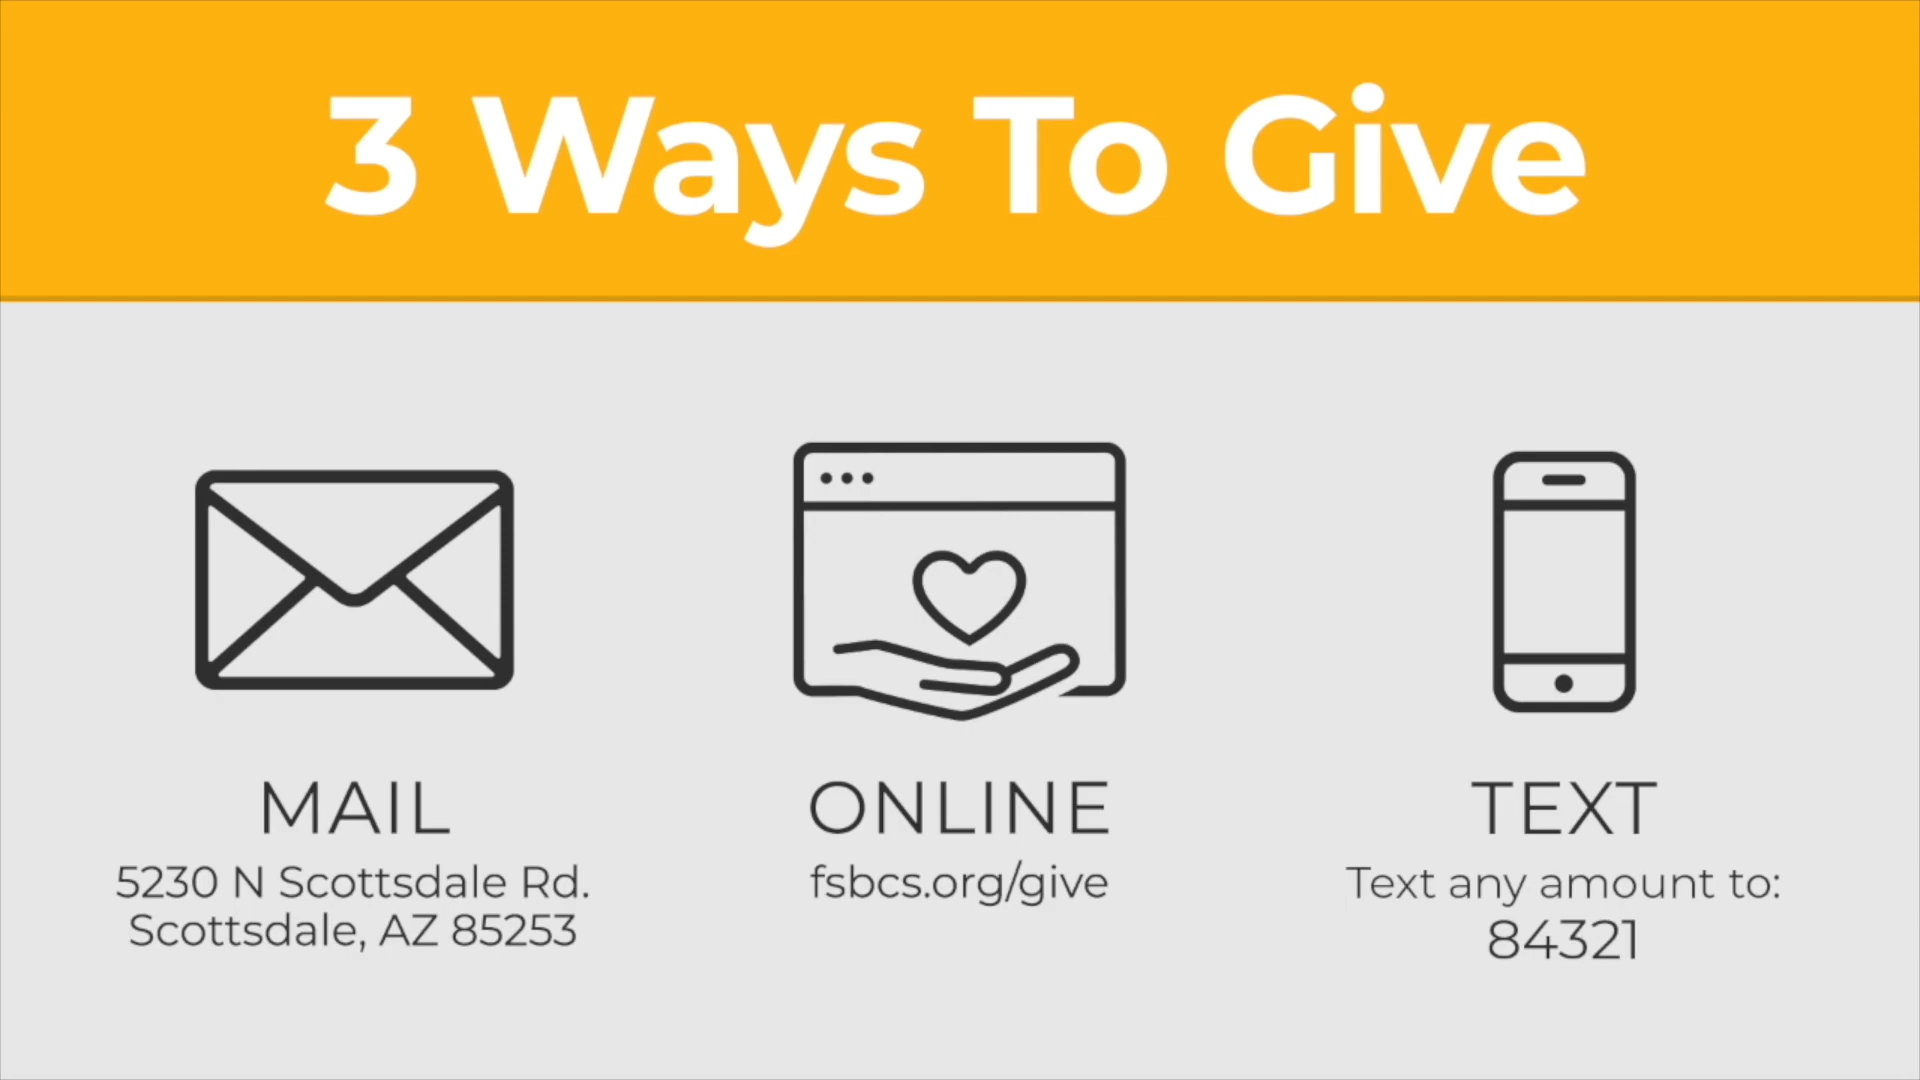 3 Ways To Give
MAIL
5230 N Scottsdale Rd.
Scottsdale, AZ 85253
ONLINE
fsbcs.org/give
TEXT
Text any amount to:
84321